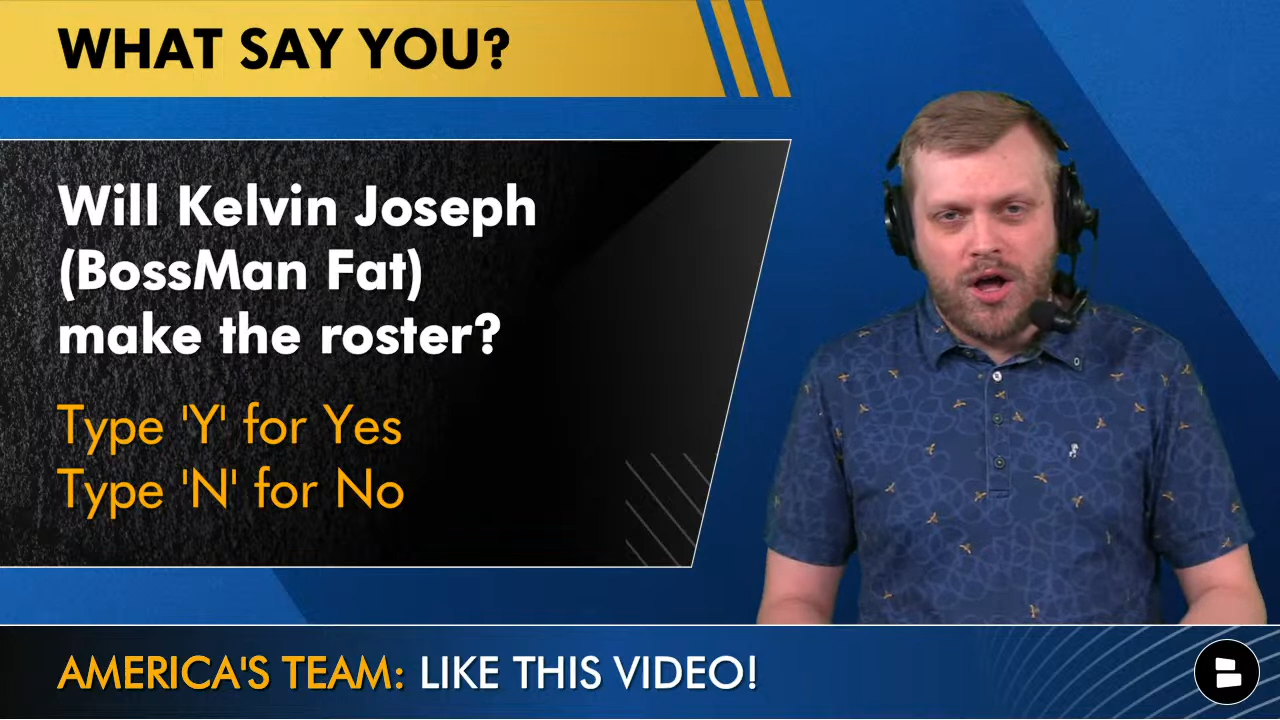 WHAT SAY YOU?
Will Kelvin Joseph
(BossMan Fat)
make the roster?
Type 'Y' for Yes
Type 'N' for No
AMERICA'S TEAM: LIKE THIS VIDEO!